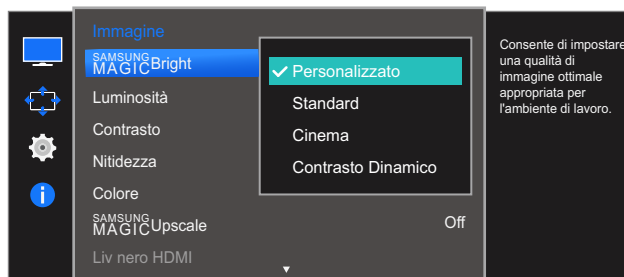 Immagine
SAMSUNG
MAGICBright
Luminosità
Contrasto
Nitidezza
Colore
SAMSUNG
MAGICUpscale Off
Liv nero HDMI
Personalizzato
Standard
Cinema
Contrasto Dinamico
Consente di impostare
una qualità di
immagine ottimale
appropriata per
l'ambiente di lavoro.